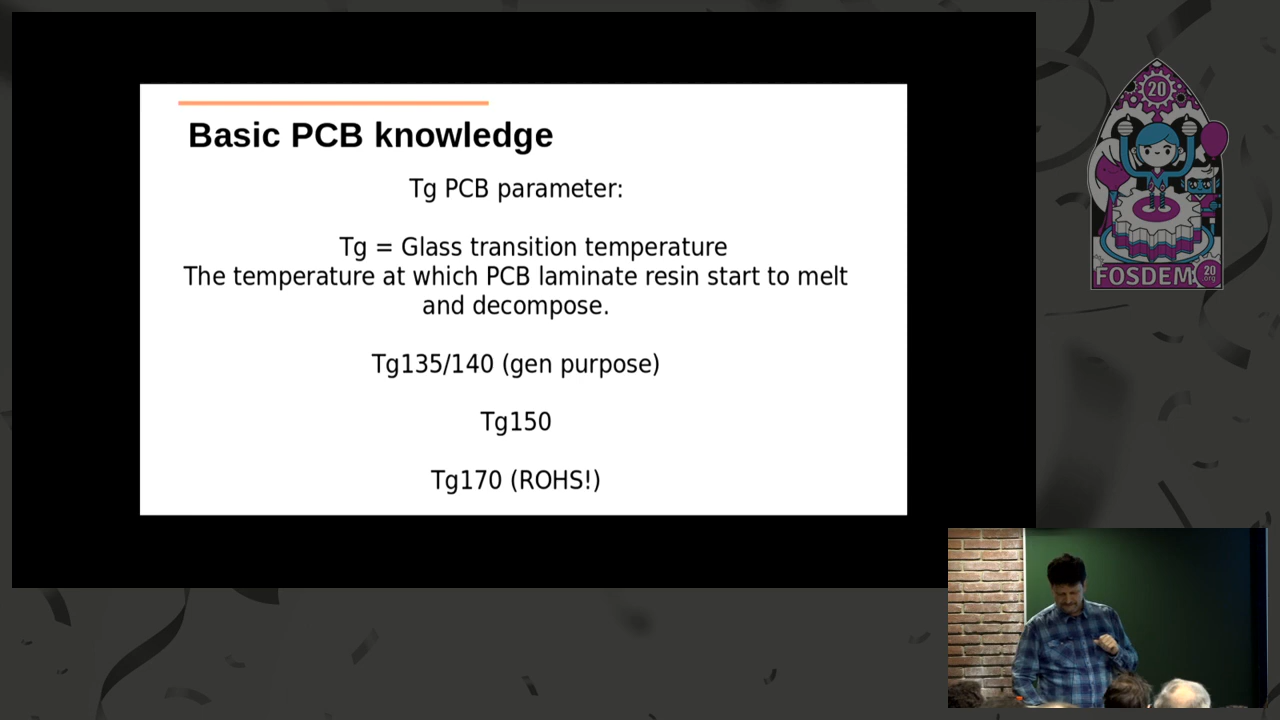 Basic PCB knowledge
Tg PCB parameter:
Tg = Glass transition temperature
The temperature at which PCB laminate resin start to melt
and decompose.
Tg135/140 (gen purpose)
Tg150
Tg170 (ROHS!)
20
FOSDEM
20
org